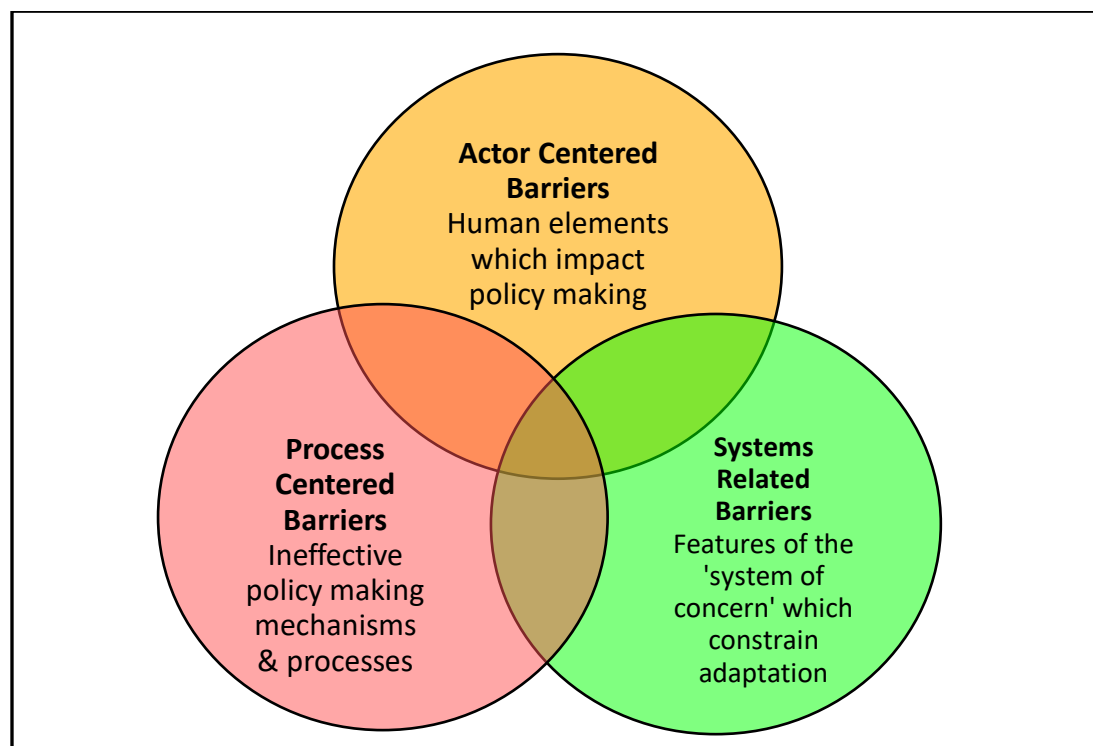 Actor Centered
Barriers
Human elements
which impact
policy making
Process
Centered
Barriers
Ineffective
policy making
mechanisms
& processes
Systems
Related
Barriers
Features of the
'system of
concern' which
constrain
adaptation